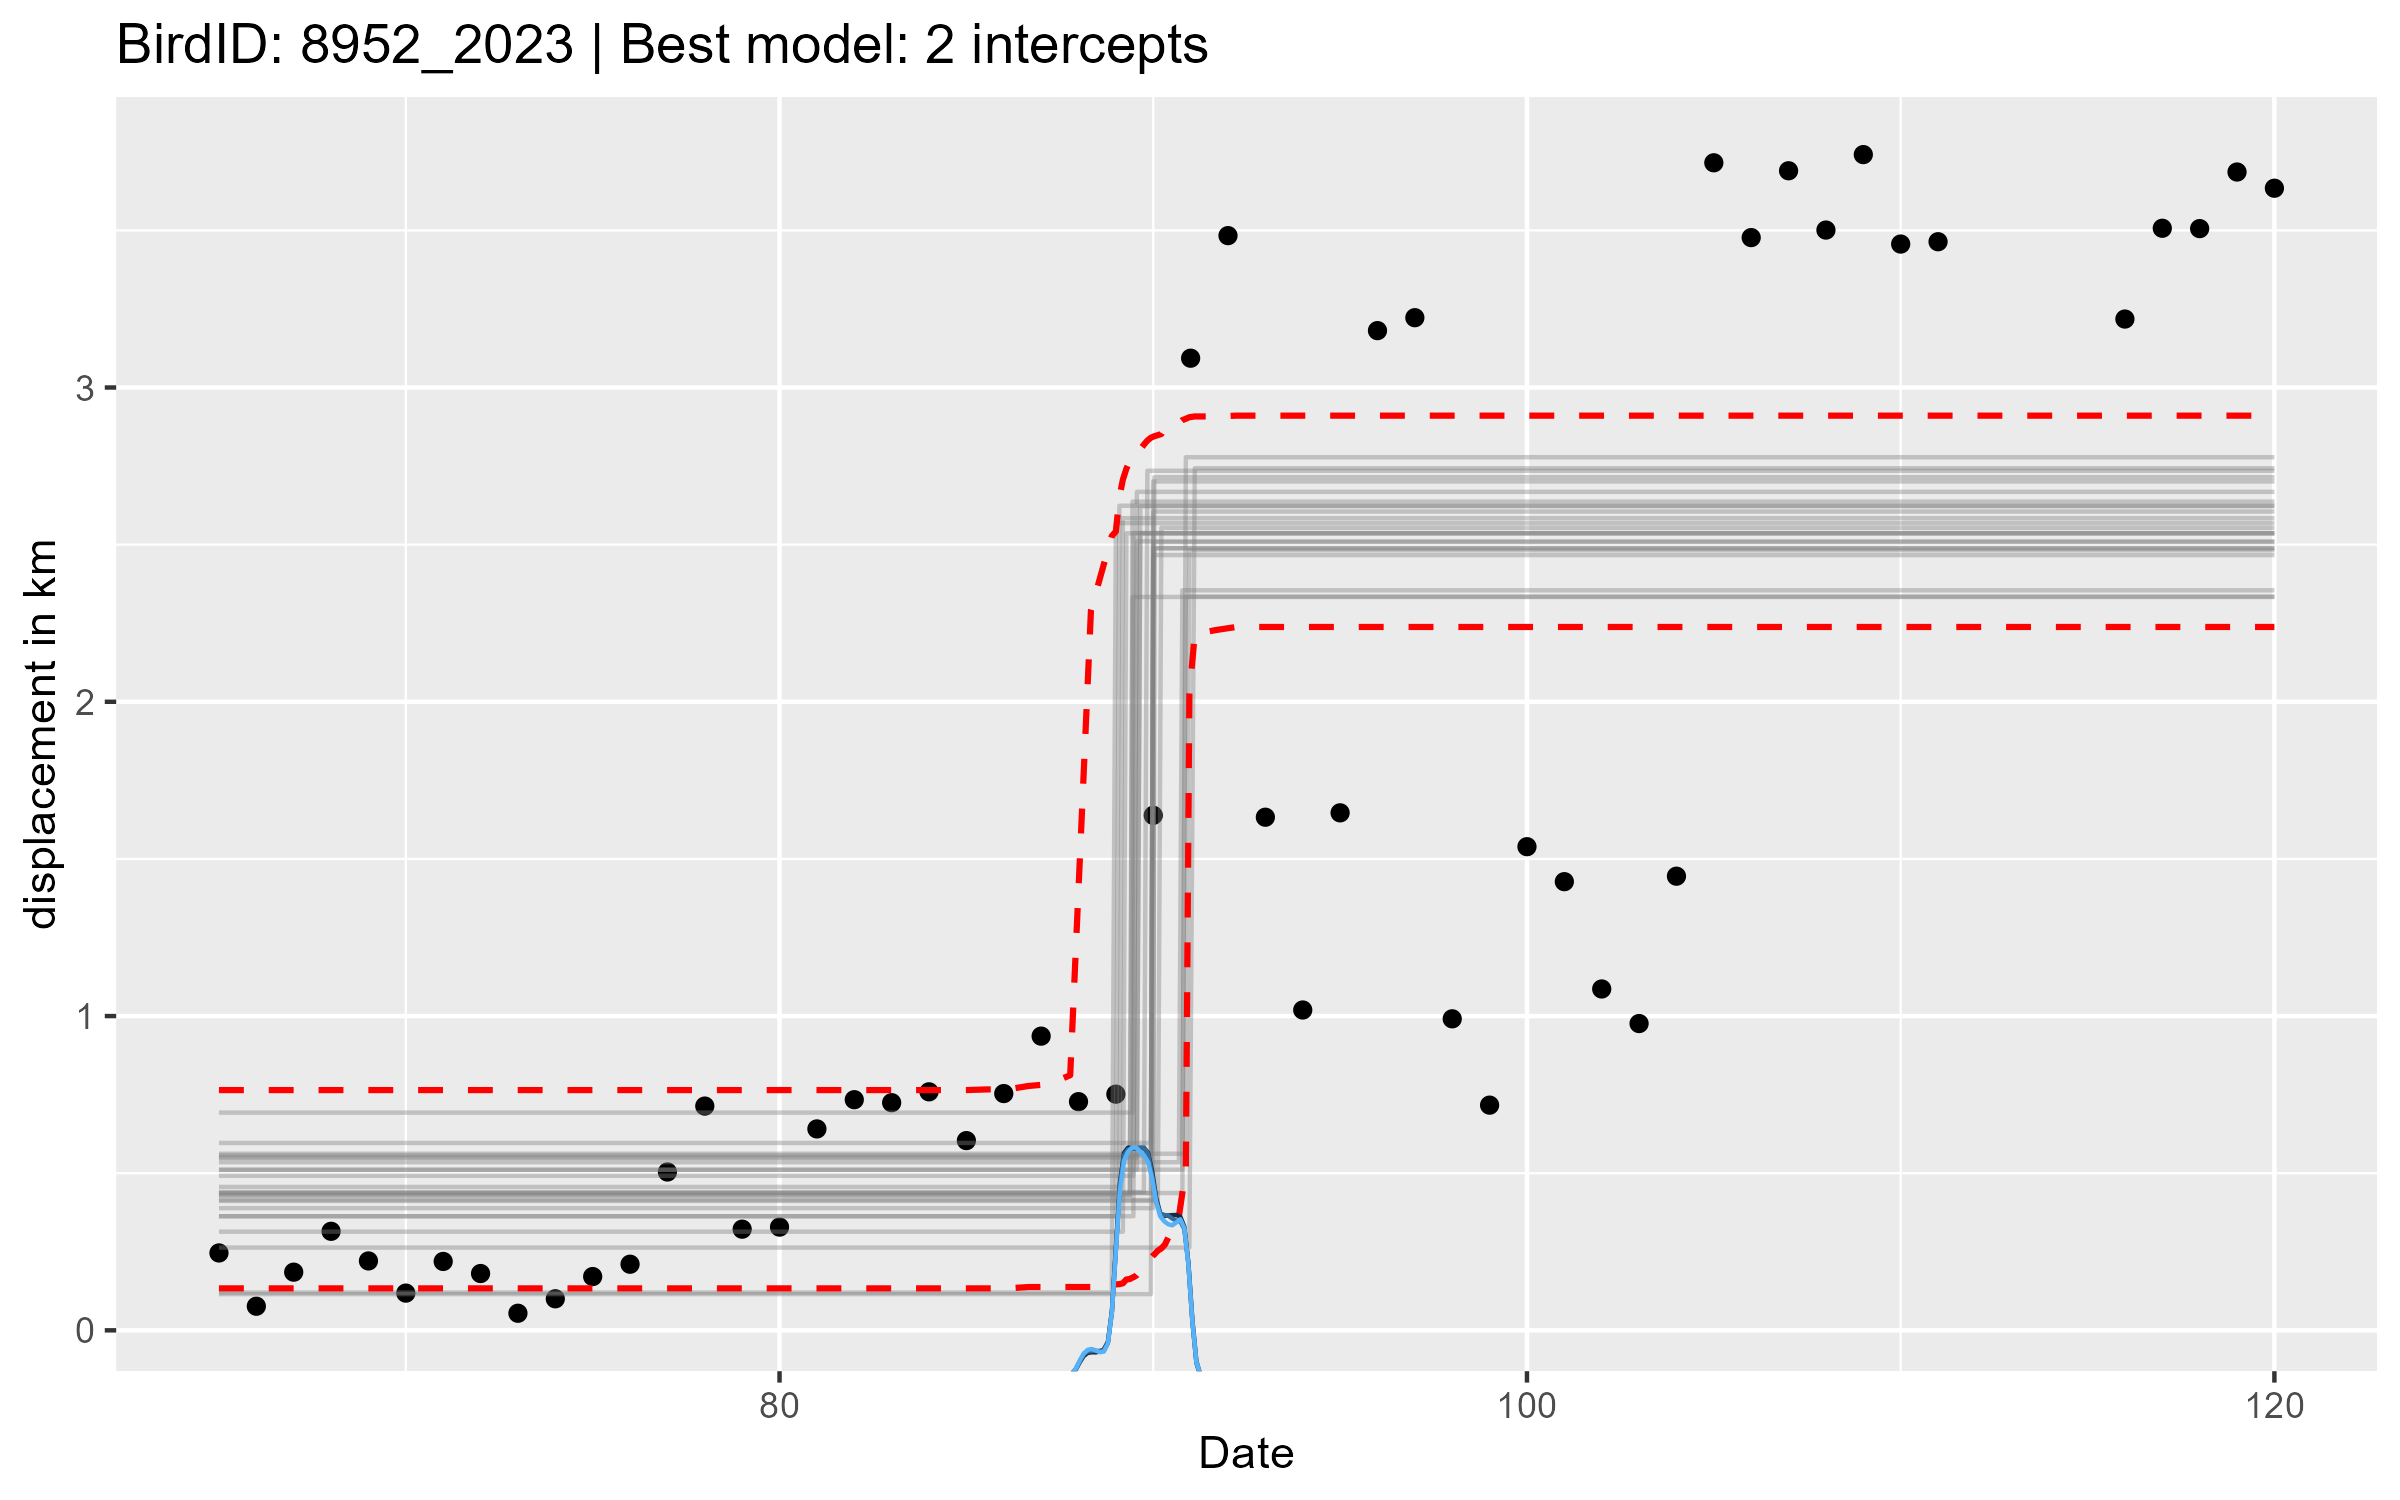 BirdID: 8952_2023 | Best model: 2 intercepts
displacement in km
3
2
1
0
80
100
120
Date